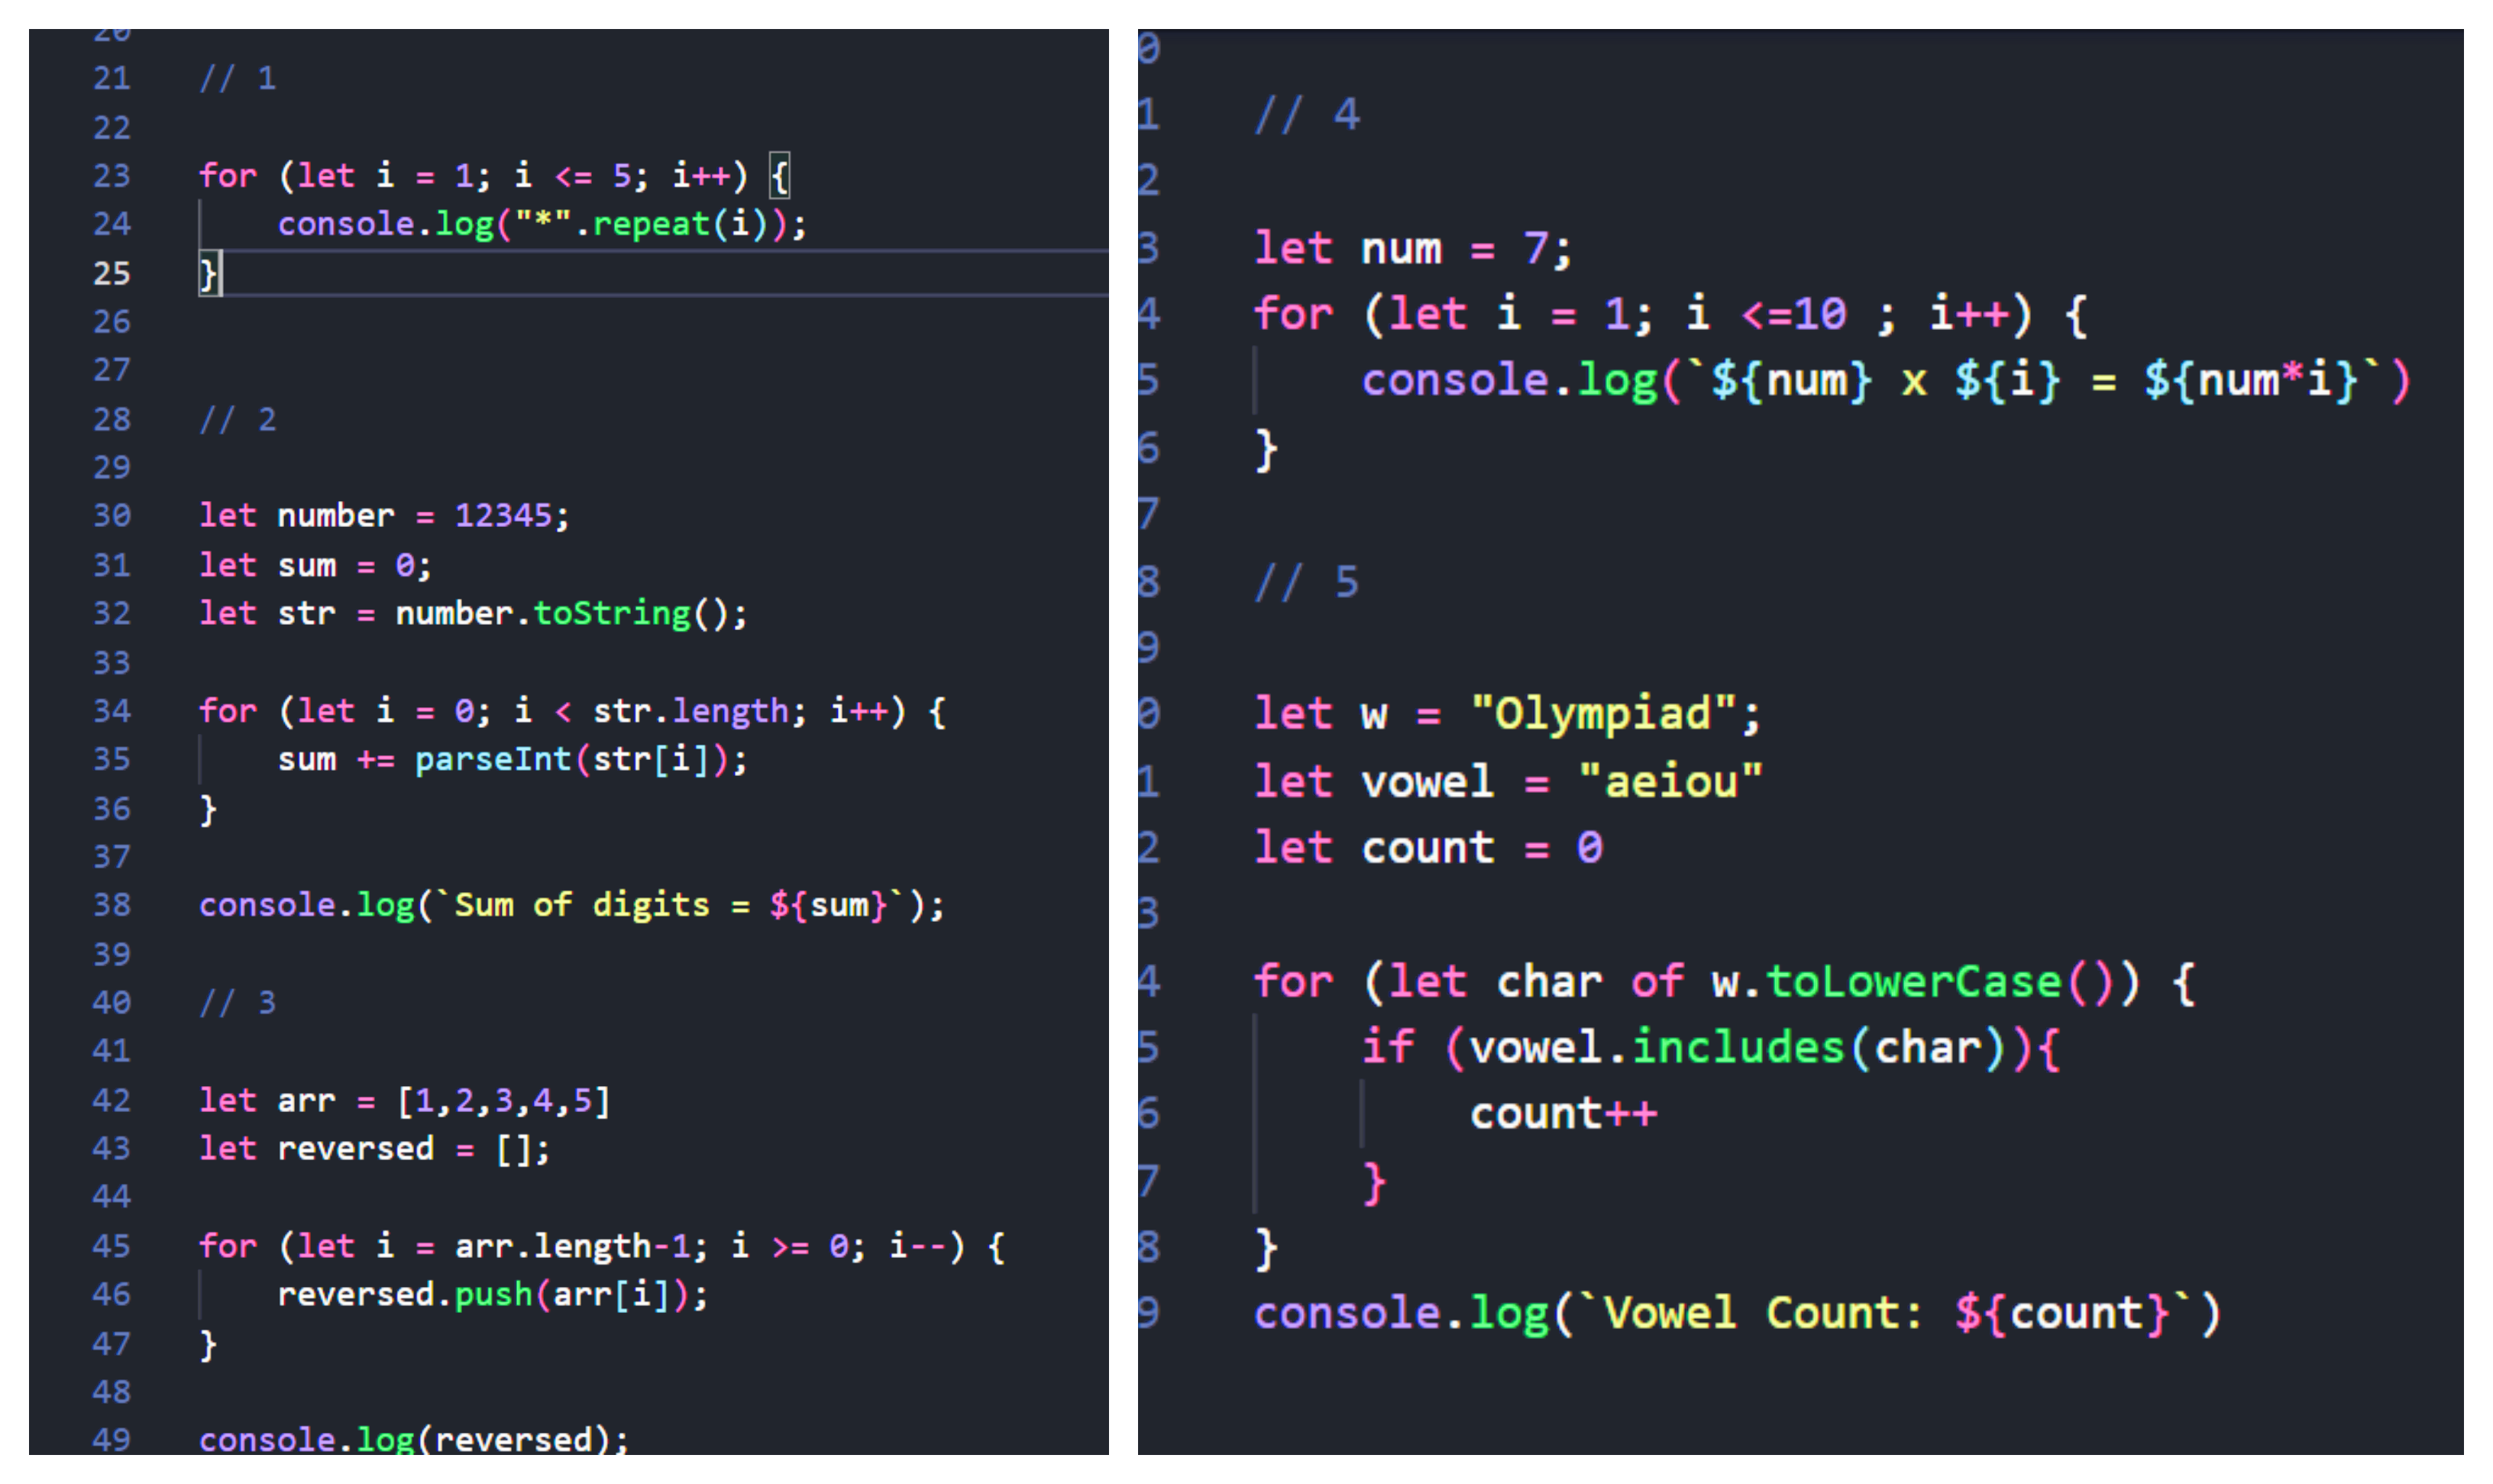 20
21 // 1
22
23 for (let i = 1; i <= 5; i++) {
24     console.log("*".repeat(i));
25 }
26
27
28 // 2
29
30 let number = 12345;
31 let sum = 0;
32 let str = number.toString();
33
34 for (let i = 0; i < str.length; i++) {
35     sum += parseInt(str[i]);
36 }
37
38 console.log(`Sum of digits = ${sum}`);
39
40 // 3
41
42 let arr = [1,2,3,4,5]
43 let reversed = [];
44
45 for (let i = arr.length-1; i >= 0; i--) {
46     reversed.push(arr[i]);
47 }
48
49 console.log(reversed);
0
1 // 4
2
3 let num = 7;
4 for (let i = 1; i <=10 ; i++) {
5     console.log(`${num} x ${i} = ${num*i}`)
6 }
7
8 // 5
9
0 let w = "Olympiad";
1 let vowel = "aeiou"
2 let count = 0
3
4 for (let char of w.toLowerCase()) {
5     if (vowel.includes(char)){
6         count++
7     }
8 }
9 console.log(`Vowel Count: ${count}`)